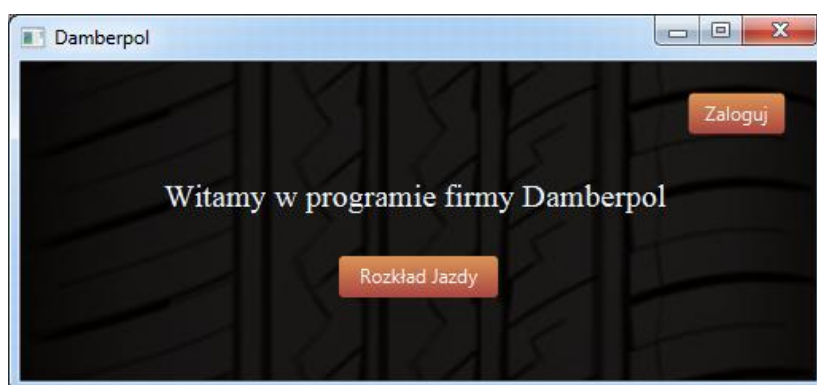 Damberpol
Zaloguj
Witamy w programie firmy Damberpol
Rozkład Jazdy